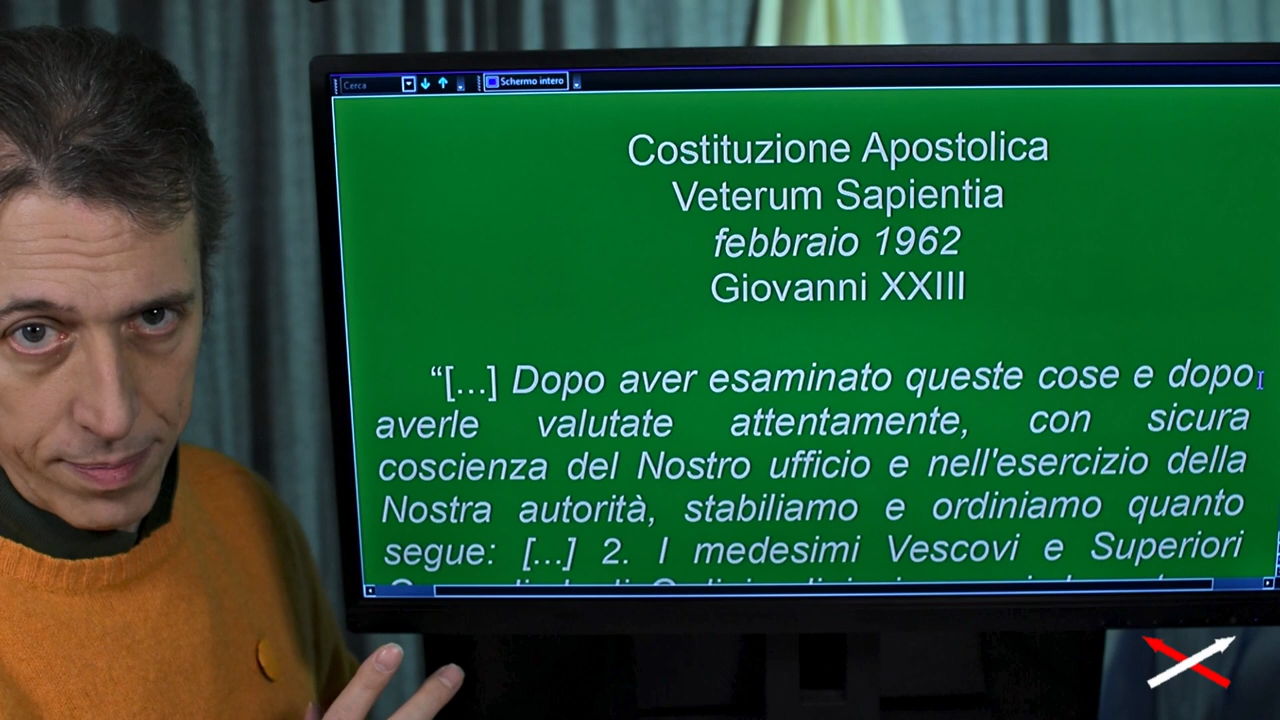 Cerca
Schermo intero
Costituzione Apostolica
Veterum Sapientia
febbraio 1962
Giovanni XXIII
“[...] Dopo aver esaminato queste cose e dopo
averle valutate attentamente, con sicura
coscienza del Nostro ufficio e nell'esercizio della
Nostra autorità, stabiliamo e ordiniamo quanto
segue: [...] 2. I medesimi Vescovi e Superiori